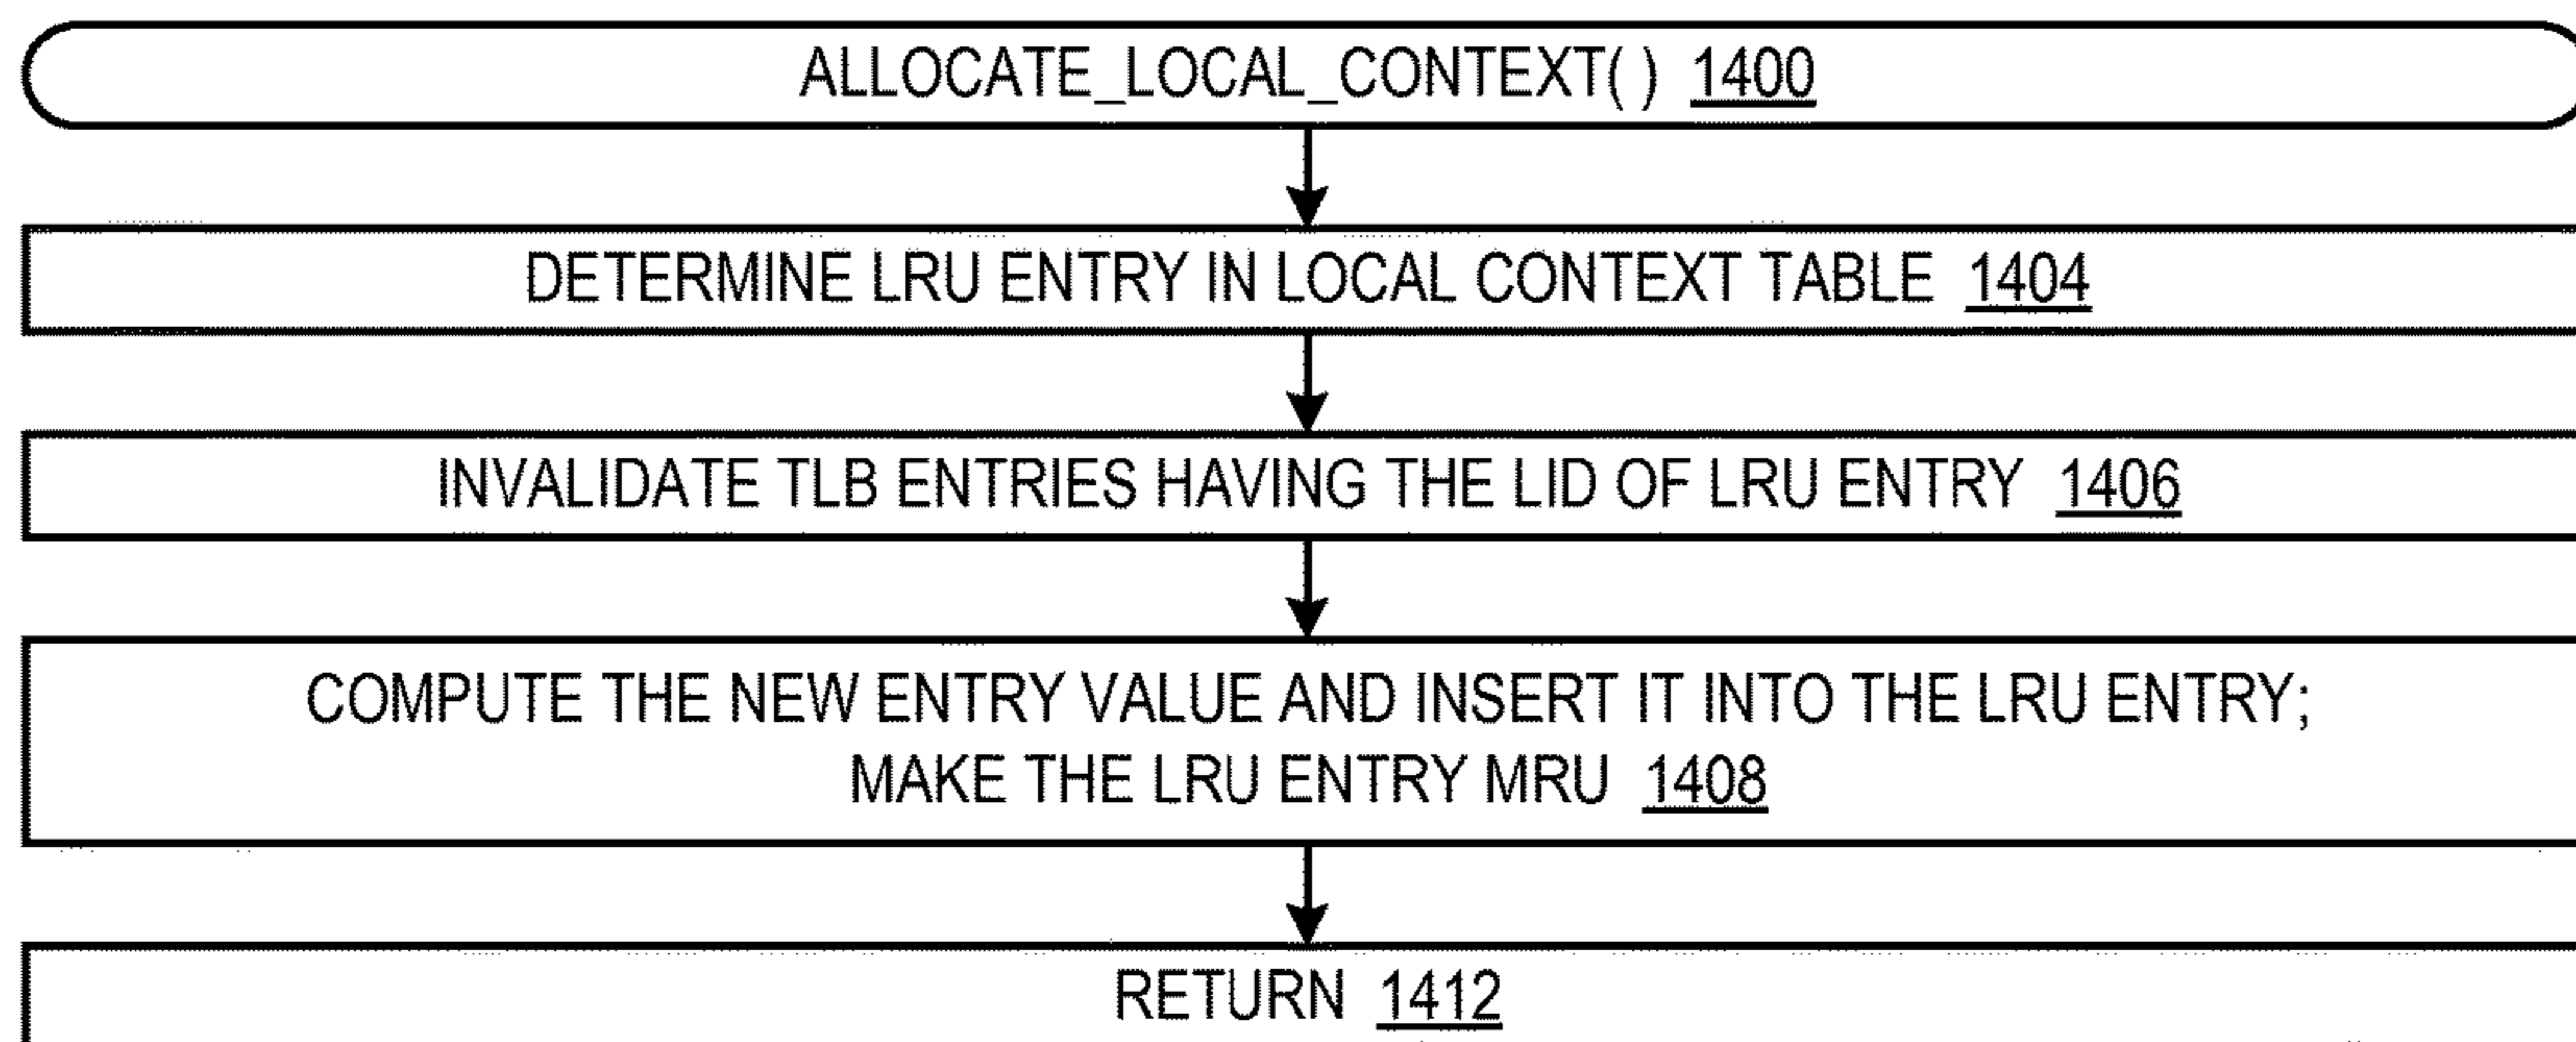 ALLOCATE_LOCAL_CONTEXT( ) 1400
DETERMINE LRU ENTRY IN LOCAL CONTEXT TABLE 1404
INVALIDATE TLB ENTRIES HAVING THE LID OF LRU ENTRY 1406
COMPUTE THE NEW ENTRY VALUE AND INSERT IT INTO THE LRU ENTRY;
MAKE THE LRU ENTRY MRU 1408
RETURN 1412